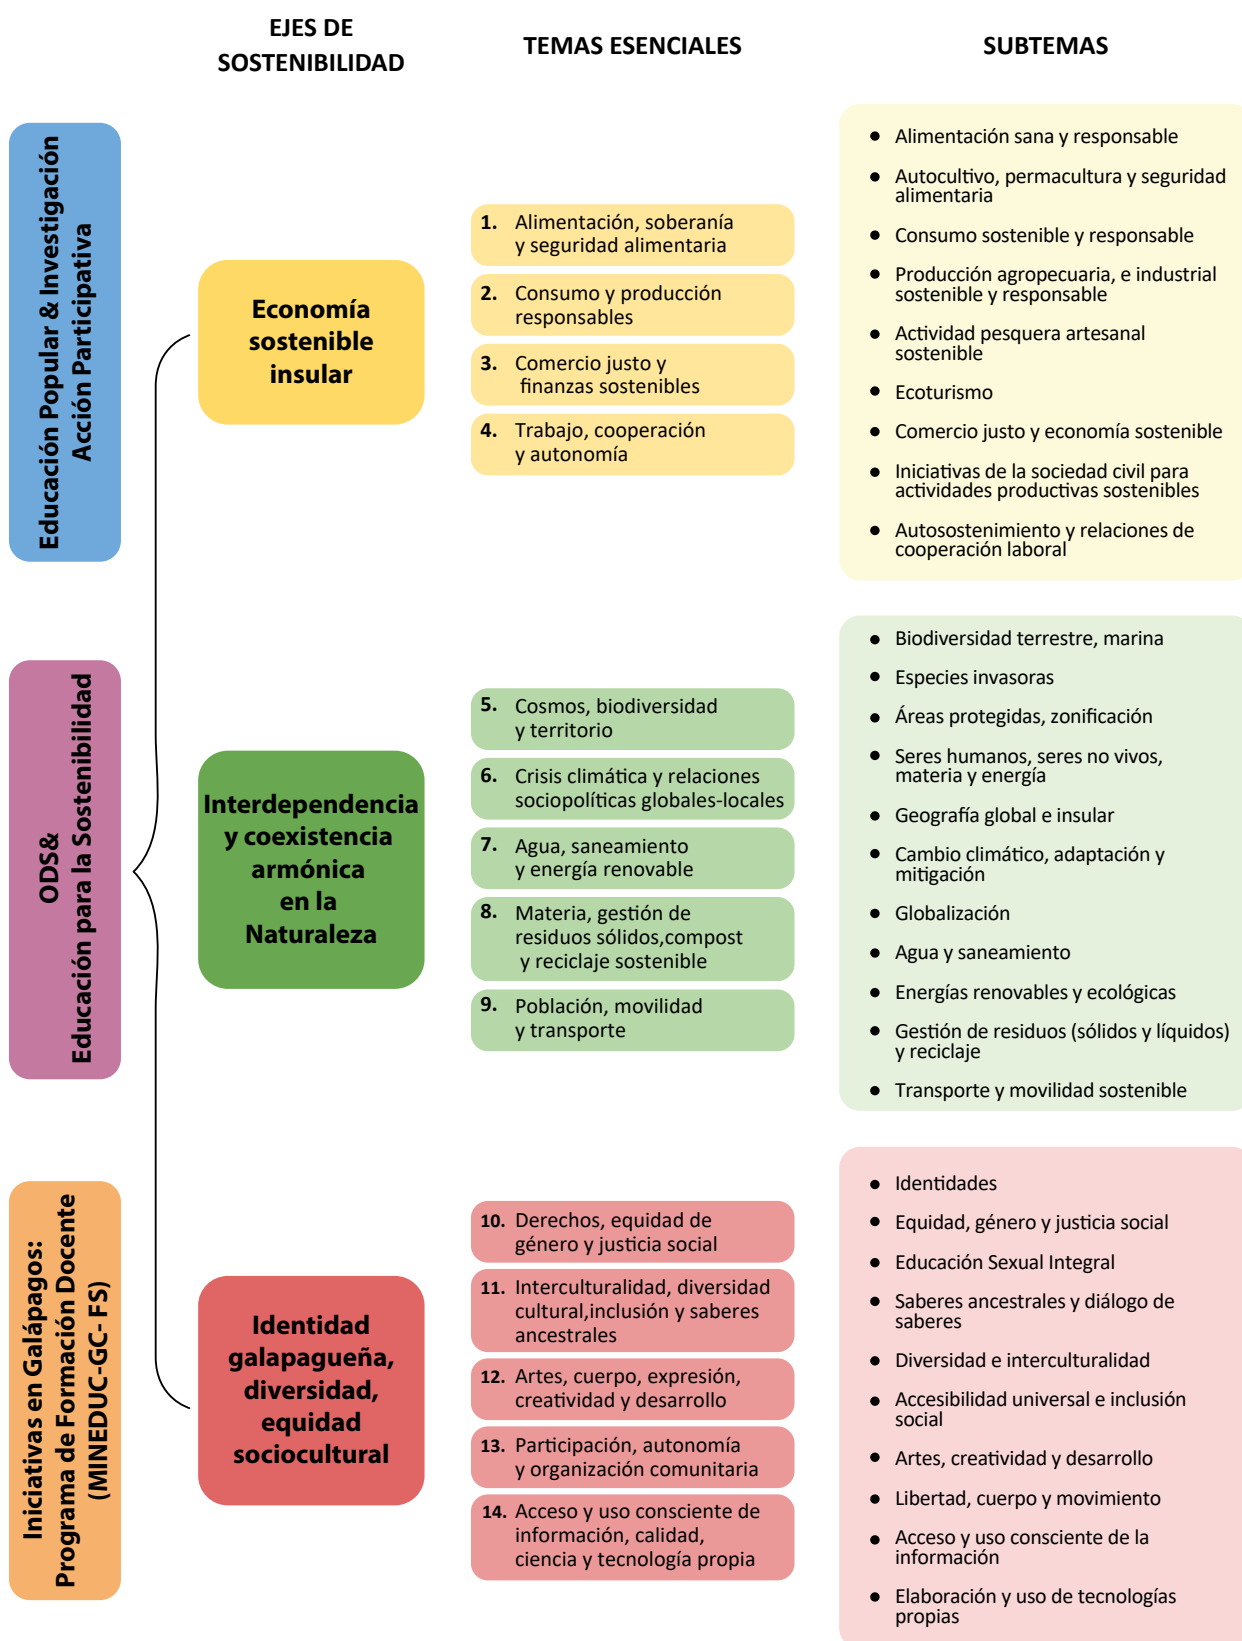 EJES DE
SOSTENIBILIDAD
TEMAS ESENCIALES
SUBTEMAS
Educación Popular & Investigación
Acción Participativa
Economía
sostenible
insular
1. Alimentación, soberanía
y seguridad alimentaria
2. Consumo y producción
responsables
3. Comercio justo y
finanzas sostenibles
4. Trabajo, cooperación
y autonomía
• Alimentación sana y responsable
• Autocultivo, permacultura y seguridad
alimentaria
• Consumo sostenible y responsable
• Producción agropecuaria, e industrial
sostenible y responsable
• Actividad pesquera artesanal
sostenible
• Ecoturismo
• Comercio justo y economía sostenible
• Iniciativas de la sociedad civil para
actividades productivas sostenibles
• Autosostenimiento y relaciones de
cooperación laboral
ODS&
Educación para la Sostenibilidad
Interdependencia
y coexistencia
armónica
en la
Naturaleza
5. Cosmos, biodiversidad
y territorio
6. Crisis climática y relaciones
sociopolíticas globales-locales
7. Agua, saneamiento
y energía renovable
8. Materia, gestión de
residuos sólidos,compost
y reciclaje sostenible
9. Población, movilidad
y transporte
• Biodiversidad terrestre, marina
• Especies invasoras
• Áreas protegidas, zonificación
• Seres humanos, seres no vivos,
materia y energía
• Geografía global e insular
• Cambio climático, adaptación y
mitigación
• Globalización
• Agua y saneamiento
• Energías renovables y ecológicas
• Gestión de residuos (sólidos y líquidos)
y reciclaje
• Transporte y movilidad sostenible
Iniciativas en Galápagos:
Programa de Formación Docente
(MINEDUC-GC- FS)
Identidad
galapagueña,
diversidad,
equidad
sociocultural
10. Derechos, equidad de
género y justicia social
11. Interculturalidad, diversidad
cultural,inclusión y saberes
ancestrales
12. Artes, cuerpo, expresión,
creatividad y desarrollo
13. Participación, autonomía
y organización comunitaria
14. Acceso y uso consciente de
información, calidad,
ciencia y tecnología propia
• Identidades
• Equidad, género y justicia social
• Educación Sexual Integral
• Saberes ancestrales y diálogo de
saberes
• Diversidad e interculturalidad
• Accesibilidad universal e inclusión
social
• Artes, creatividad y desarrollo
• Libertad, cuerpo y movimiento
• Acceso y uso consciente de la
información
• Elaboración y uso de tecnologías
propias